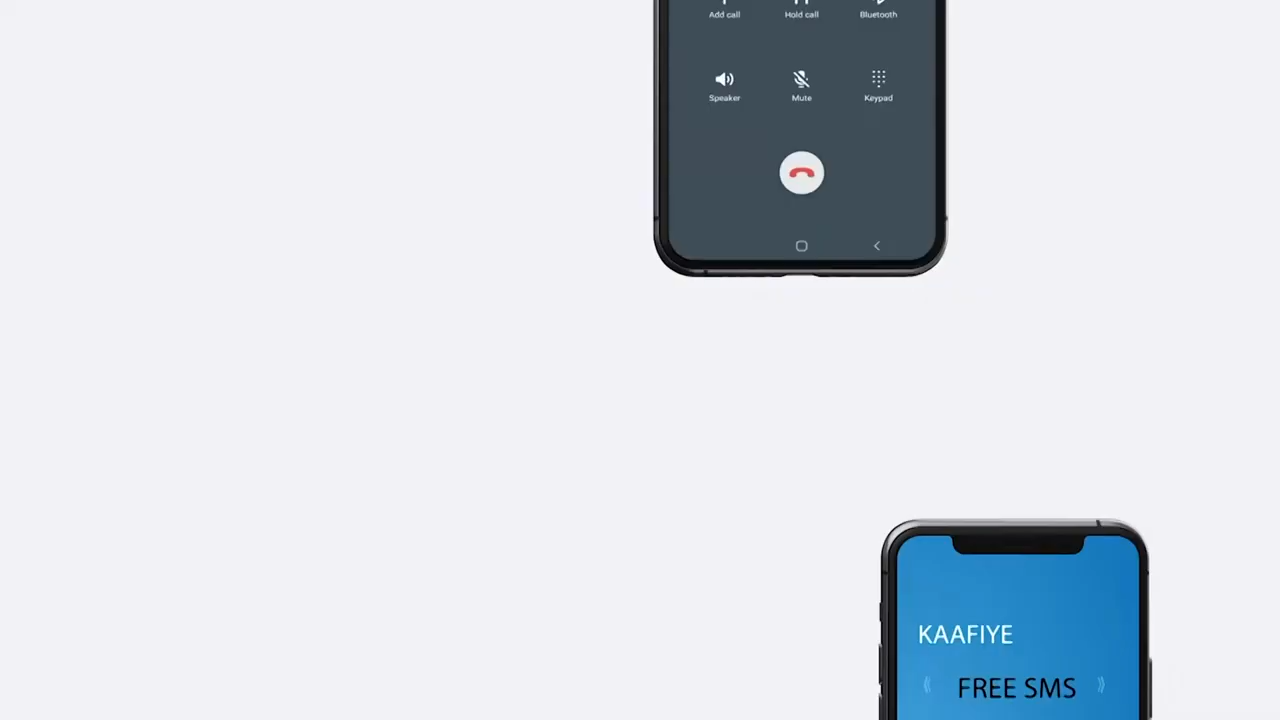 Add call Hold call Bluetooth
Speaker Mute Keypad
KAAFIYE
FREE SMS